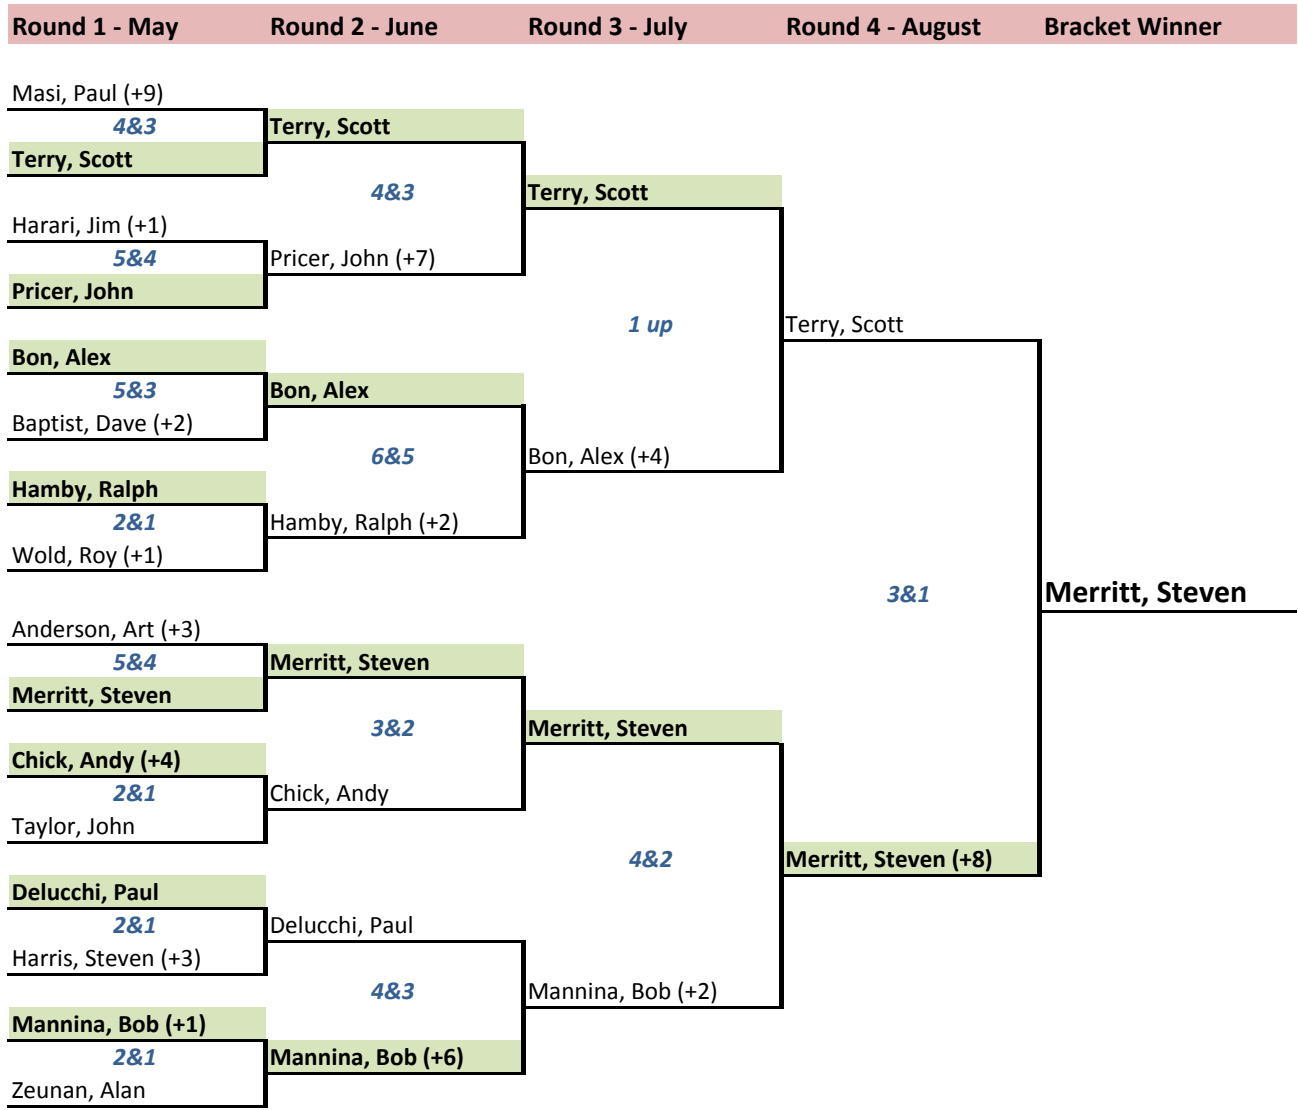 Round 1 - May Round 2 - June Round 3 - July Round 4 - August Bracket Winner
Masi, Paul (+9)
4&3 Terry, Scott
Terry, Scott
4&3 Terry, Scott
Harari, Jim (+1)
5&4 Pricer, John (+7)
Pricer, John
1 up Terry, Scott
Bon, Alex
5&3 Bon, Alex
Baptist, Dave (+2)
6&5 Bon, Alex (+4)
Hamby, Ralph
2&1 Hamby, Ralph (+2)
Wold, Roy (+1)
3&1 Merritt, Steven
Anderson, Art (+3)
5&4 Merritt, Steven
Merritt, Steven
3&2 Merritt, Steven
Chick, Andy (+4)
2&1 Chick, Andy
Taylor, John
4&2 Merritt, Steven (+8)
Delucchi, Paul
2&1 Delucchi, Paul
Harris, Steven (+3)
4&3 Mannina, Bob (+2)
Mannina, Bob (+1)
2&1 Mannina, Bob (+6)
Zeunan, Alan